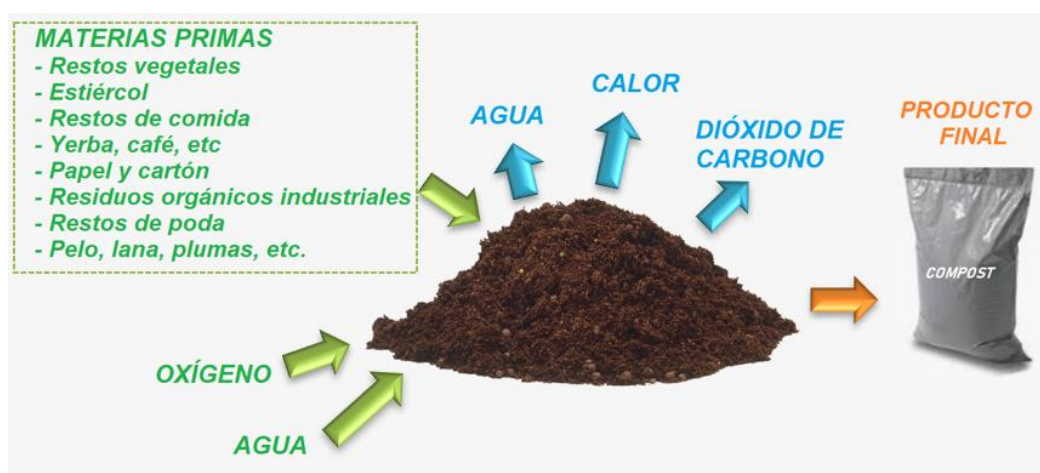 MATERIAS PRIMAS
- Restos vegetales
- Estiércol
- Restos de comida
- Yerba, café, etc
- Papel y cartón
- Residuos orgánicos industriales
- Restos de poda
- Pelo, lana, plumas, etc.
AGUA
CALOR
DIÓXIDO DE
CARBONO
PRODUCTO
FINAL
COMPOST
OXÍGENO
AGUA